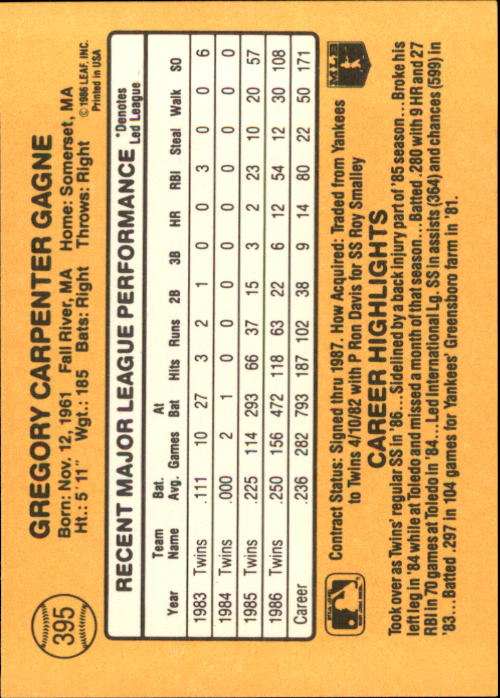 395
GREGORY CARPENTER GAGNE
Born: Nov. 12, 1961 Fall River, MA Home: Somerset, MA
Ht.: 5' 11" Wgt.: 185 Bats: Right Throws: Right
© 1986 LEAF, INC.
Printed in USA
RECENT MAJOR LEAGUE PERFORMANCE *Denotes Led League
Year Team Name Bat. Avg. Games At Bat Hits Runs 2B 3B HR RBI Steal Walk SO
1983 Twins .111 10 27 3 2 1 0 0 3 0 0 6
1984 Twins .000 2 1 0 0 0 0 0 0 0 0 0
1985 Twins .225 114 293 66 37 15 3 2 23 10 20 57
1986 Twins .250 156 472 118 63 22 6 12 54 12 30 108
Career .236 282 793 187 102 38 9 14 80 22 50 171
Contract Status: Signed thru 1987. How Acquired: Traded from Yankees
to Twins 4/10/82 with P Ron Davis for SS Roy Smalley
MLB
CAREER HIGHLIGHTS
Took over as Twins' regular SS in '86... Sidelined by a back injury part of '85 season... Broke his
left leg in '84 while at Toledo and missed a month of that season... Batted .280 with 9 HR and 27
RBI in 70 games at Toledo in '84... Led International Lg. SS in assists (364) and chances (599) in
'83... Batted .297 in 104 games for Yankees' Greensboro farm in '81.